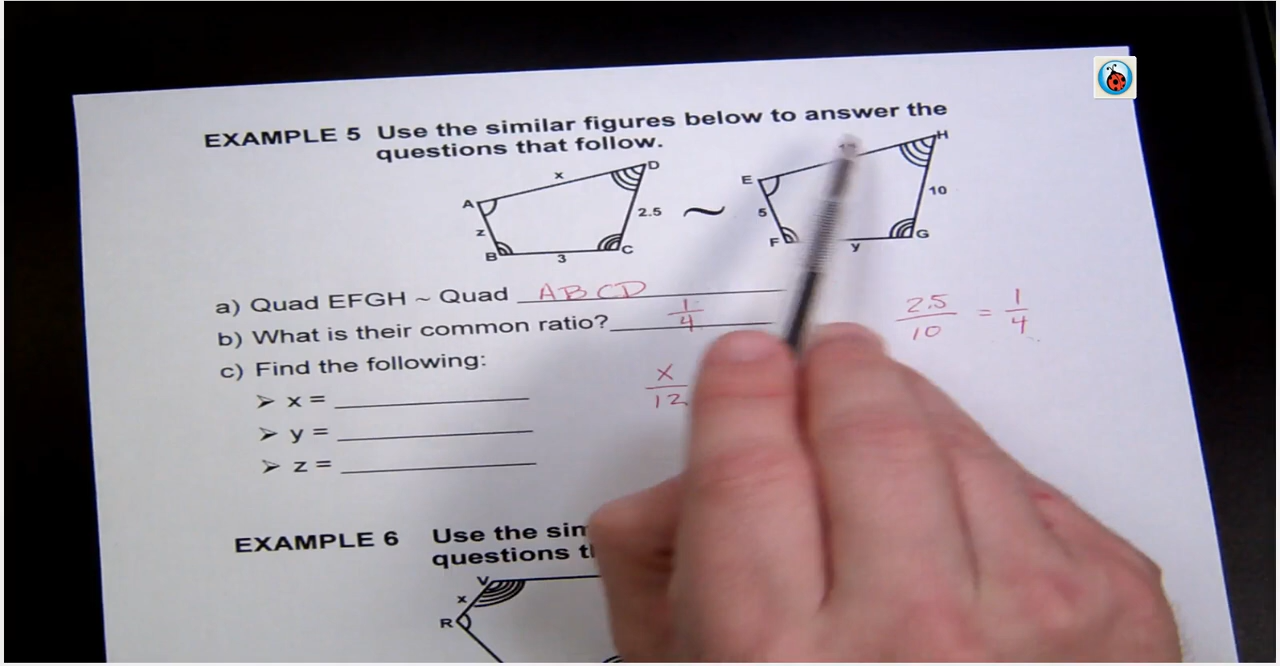 EXAMPLE 5 Use the similar figures below to answer the
questions that follow.
A x D
z 2.5
B 3 C
~
E H
5 10
F y G
a) Quad EFGH ~ Quad ABCD
b) What is their common ratio? 1/4
2.5/10 = 1/4
c) Find the following:
x/12
➢ x =
➢ y =
➢ z =
EXAMPLE 6 Use the
questions
V
x
R